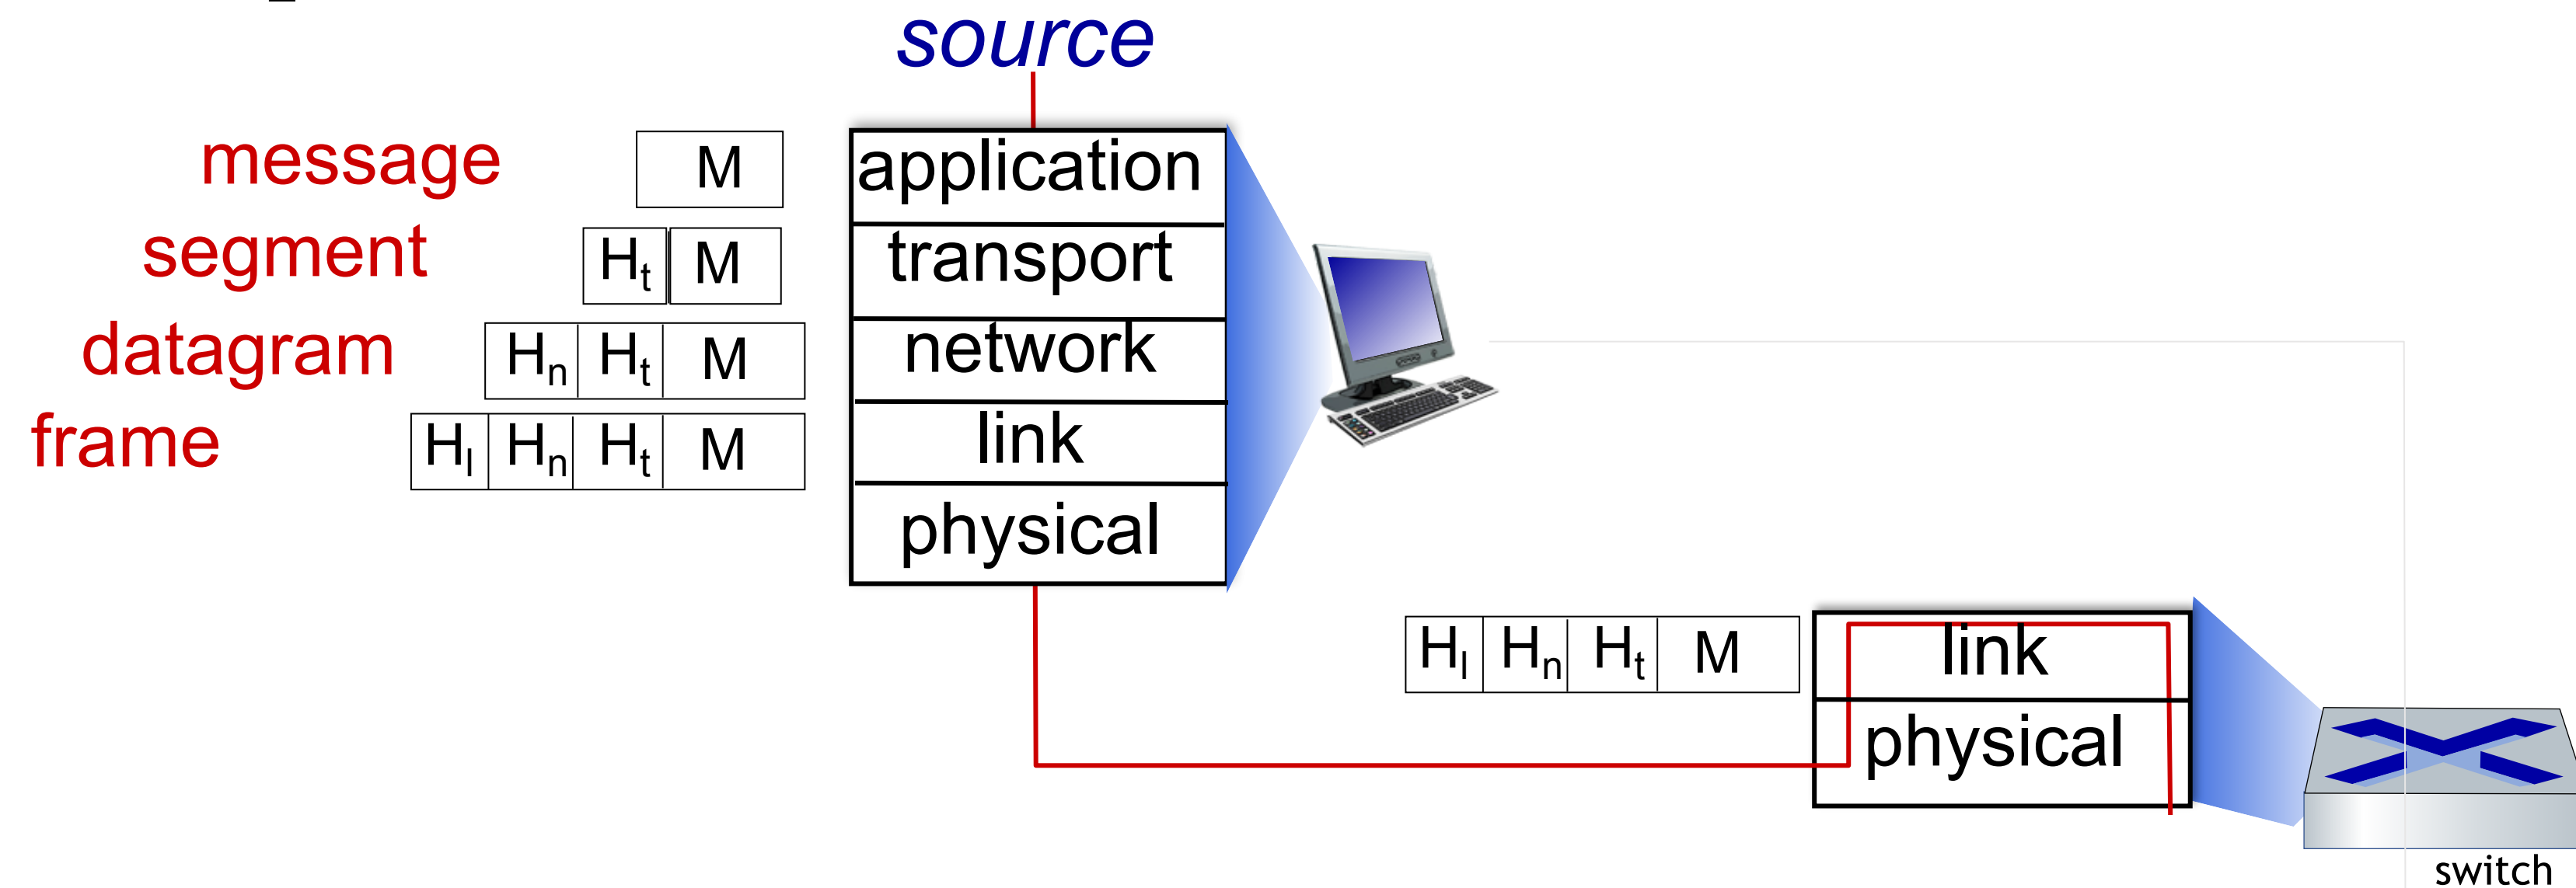 source
message M application
segment Hₜ M transport
datagram Hₙ Hₜ M network
frame Hₗ Hₙ Hₜ M link
physical
Hₗ Hₙ Hₜ M link
physical
switch